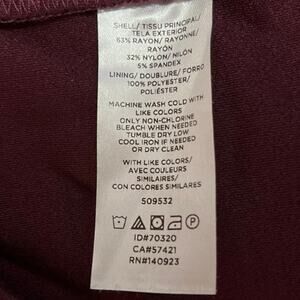 SHELL/ TISSU PRINCIPAL/
TELA EXTERIOR
63% RAYON/ RAYONNE/
RAYÓN
32% NYLON/ NILÓN
5% SPANDEX
LINING/ DOUBLURE/ FORRO
100% POLYESTER/
POLIÉSTER
MACHINE WASH COLD WITH
LIKE COLORS/
ONLY NON-CHLORINE
BLEACH WHEN NEEDED
TUMBLE DRY LOW
COOL IRON IF NEEDED
OR DRY CLEAN
WITH LIKE COLORS/
AVEC COULEURS
SIMILAIRES/
CON COLORES SIMILARES
509532
ID#70320
CA#57421
RN#140923